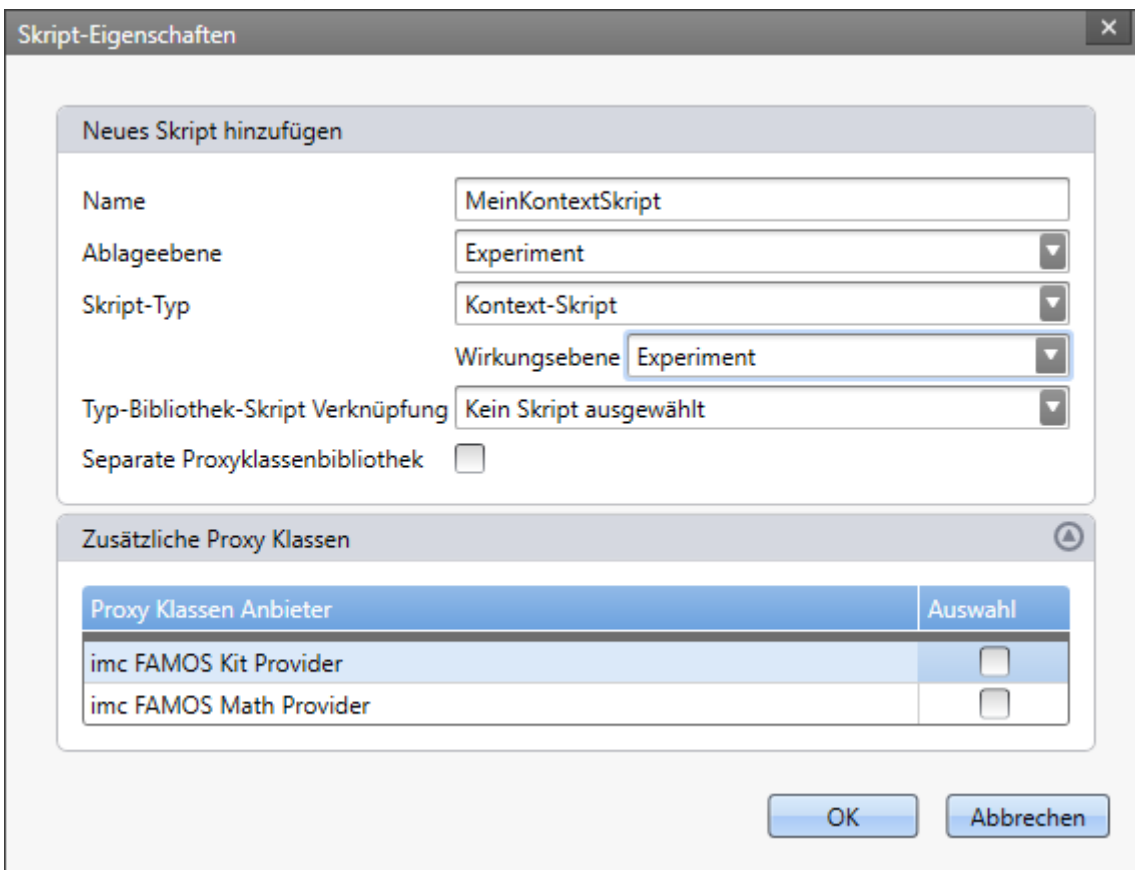 Skript-Eigenschaften
Neues Skript hinzufügen
Name MeinKontextSkript
Ablageebene Experiment
Skript-Typ Kontext-Skript
Wirkungsebene Experiment
Typ-Bibliothek-Skript Verknüpfung Kein Skript ausgewählt
Separate Proxyklassenbibliothek
Zusätzliche Proxy Klassen
Proxy Klassen Anbieter Auswahl
imc FAMOS Kit Provider
imc FAMOS Math Provider
OK Abbrechen